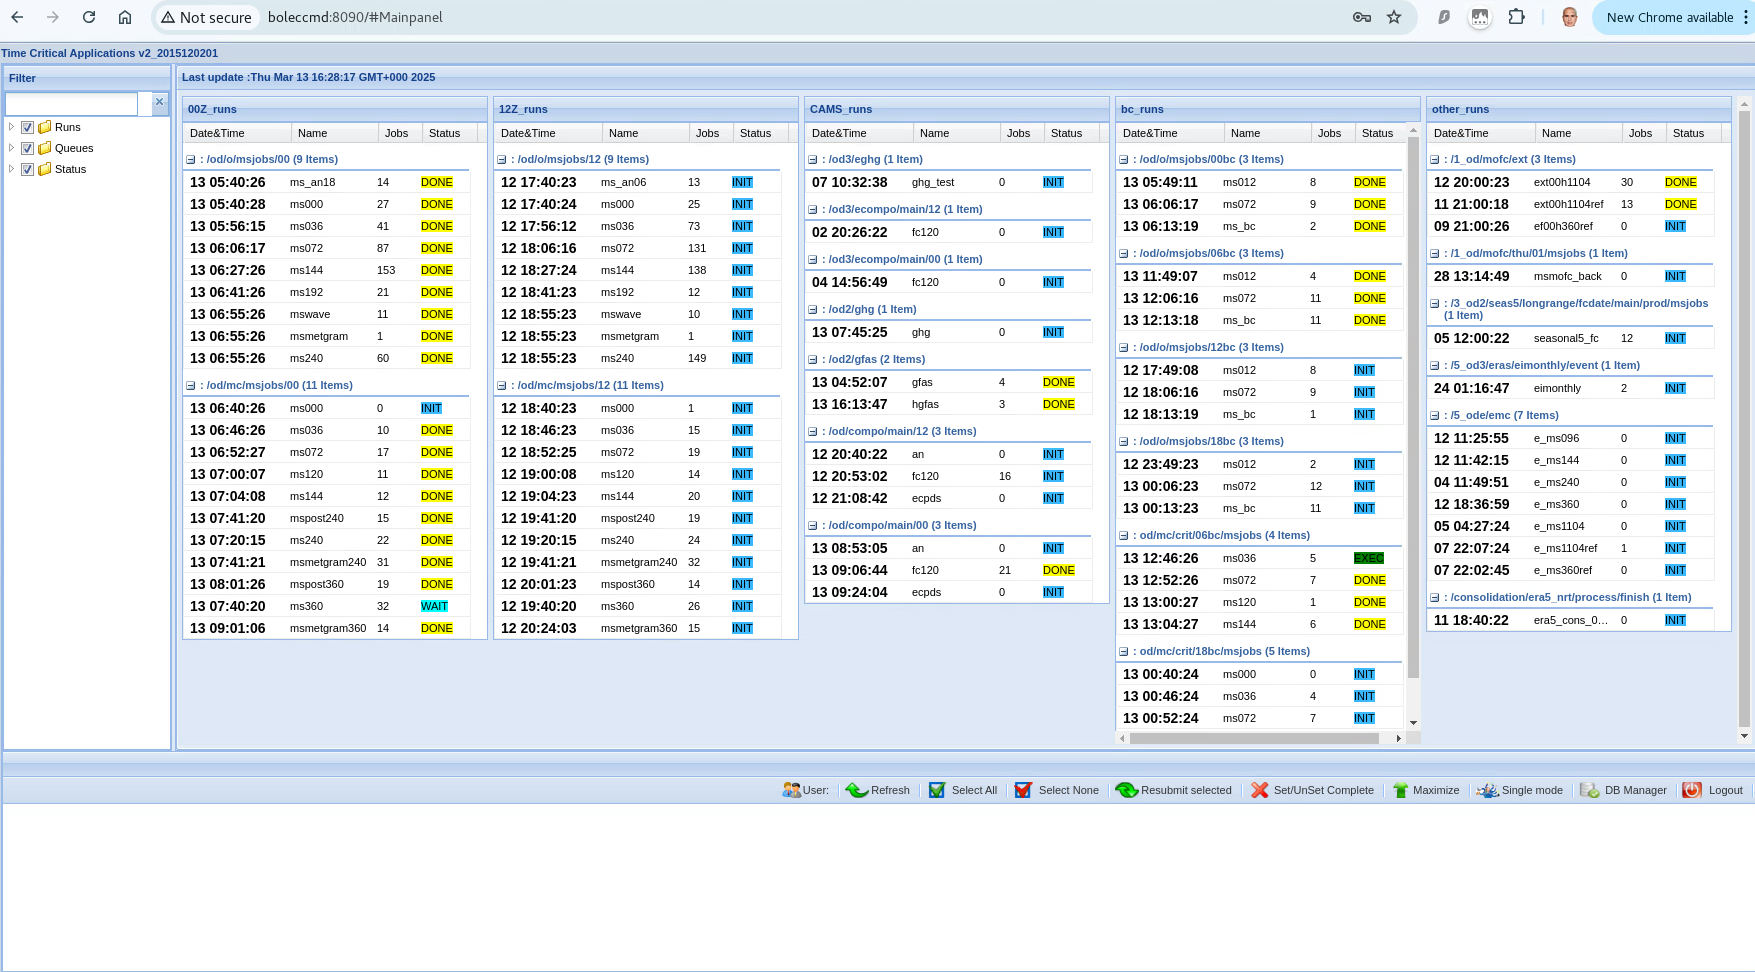 Not secure boleccmd:8090/#Mainpanel New Chrome available
Time Critical Applications v2_2015120201
Filter
Runs
Queues
Status
Last update :Thu Mar 13 16:28:17 GMT+000 2025
00Z_runs
Date&Time Name Jobs Status
: /od/o/msjobs/00 (9 Items)
13 05:40:26 ms_an18 14 DONE
13 05:40:28 ms000 27 DONE
13 05:56:15 ms036 41 DONE
13 06:06:17 ms072 87 DONE
13 06:27:26 ms144 153 DONE
13 06:41:26 ms192 21 DONE
13 06:55:26 mswave 11 DONE
13 06:55:26 msmetgram 1 DONE
13 06:55:26 ms240 60 DONE
: /od/mc/msjobs/00 (11 Items)
13 06:40:26 ms000 0 INIT
13 06:46:26 ms036 10 DONE
13 06:52:27 ms072 17 DONE
13 07:00:07 ms120 11 DONE
13 07:04:08 ms144 12 DONE
13 07:41:20 mspost240 15 DONE
13 07:20:15 ms240 22 DONE
13 07:41:21 msmetgram240 31 DONE
13 08:01:26 mspost360 19 DONE
13 07:40:20 ms360 32 WAIT
13 09:01:06 msmetgram360 14 DONE
12Z_runs
Date&Time Name Jobs Status
: /od/o/msjobs/12 (9 Items)
12 17:40:23 ms_an06 13 INIT
12 17:40:24 ms000 25 INIT
12 17:56:12 ms036 73 INIT
12 18:06:16 ms072 131 INIT
12 18:27:24 ms144 138 INIT
12 18:41:23 ms192 12 INIT
12 18:55:23 mswave 10 INIT
12 18:55:23 msmetgram 1 INIT
12 18:55:23 ms240 149 INIT
: /od/mc/msjobs/12 (11 Items)
12 18:40:23 ms000 1 INIT
12 18:46:23 ms036 15 INIT
12 18:52:25 ms072 19 INIT
12 19:00:08 ms120 14 INIT
12 19:04:23 ms144 20 INIT
12 19:41:20 mspost240 19 INIT
12 19:20:15 ms240 24 INIT
12 19:41:21 msmetgram240 32 INIT
12 20:01:23 mspost360 14 INIT
12 19:40:20 ms360 26 INIT
12 20:24:03 msmetgram360 15 INIT
CAMS_runs
Date&Time Name Jobs Status
: /od3/eghg (1 Item)
07 10:32:38 ghg_test 0 INIT
: /od3/ecompo/main/12 (1 Item)
02 20:26:22 fc120 0 INIT
: /od3/ecompo/main/00 (1 Item)
04 14:56:49 fc120 0 INIT
: /od2/ghg (1 Item)
13 07:45:25 ghg 0 INIT
: /od2/gfas (2 Items)
13 04:52:07 gfas 4 DONE
13 16:13:47 hgfas 3 DONE
: /od/compo/main/12 (3 Items)
12 20:40:22 an 0 INIT
12 20:53:02 fc120 16 INIT
12 21:08:42 ecpds 0 INIT
: /od/compo/main/00 (3 Items)
13 08:53:05 an 0 INIT
13 09:06:44 fc120 21 DONE
13 09:24:04 ecpds 0 INIT
bc_runs
Date&Time Name Jobs Status
: /od/o/msjobs/00bc (3 Items)
13 05:49:11 ms012 8 DONE
13 06:06:17 ms072 9 DONE
13 06:13:19 ms_bc 2 DONE
: /od/o/msjobs/06bc (3 Items)
13 11:49:07 ms012 4 DONE
13 12:06:16 ms072 11 DONE
13 12:13:18 ms_bc 11 DONE
: /od/o/msjobs/12bc (3 Items)
12 17:49:08 ms012 8 INIT
12 18:06:16 ms072 9 INIT
12 18:13:19 ms_bc 1 INIT
: /od/o/msjobs/18bc (3 Items)
12 23:49:23 ms012 2 INIT
13 00:06:23 ms072 12 INIT
13 00:13:23 ms_bc 11 INIT
: od/mc/crit/06bc/msjobs (4 Items)
13 12:46:26 ms036 5 EXEC
13 12:52:26 ms072 7 DONE
13 13:00:27 ms120 1 DONE
13 13:04:27 ms144 6 DONE
: od/mc/crit/18bc/msjobs (5 Items)
13 00:40:24 ms000 0 INIT
13 00:46:24 ms036 4 INIT
13 00:52:24 ms072 7 INIT
other_runs
Date&Time Name Jobs Status
: /1_od/mofc/ext (3 Items)
12 20:00:23 ext00h1104 30 DONE
11 21:00:18 ext00h1104ref 13 DONE
09 21:00:26 ef00h360ref 0 INIT
: /1_od/mofc/thu/01/msjobs (1 Item)
28 13:14:49 msmofc_back 0 INIT
: /3_od2/seas5/longrange/fcdate/main/prod/msjobs
(1 Item)
05 12:00:22 seasonal5_fc 12 INIT
: /5_od3/eras/eimonthly/event (1 Item)
24 01:16:47 eimonthly 2 INIT
: /5_ode/emc (7 Items)
12 11:25:55 e_ms096 0 INIT
12 11:42:15 e_ms144 0 INIT
04 11:49:51 e_ms240 0 INIT
12 18:36:59 e_ms360 0 INIT
05 04:27:24 e_ms1104 0 INIT
07 22:07:24 e_ms1104ref 1 INIT
07 22:02:45 e_ms360ref 0 INIT
: /consolidation/era5_nrt/process/finish (1 Item)
11 18:40:22 era5_cons_0... 0 INIT
User: Refresh Select All Select None Resubmit selected Set/UnSet Complete Maximize Single mode DB Manager Logout